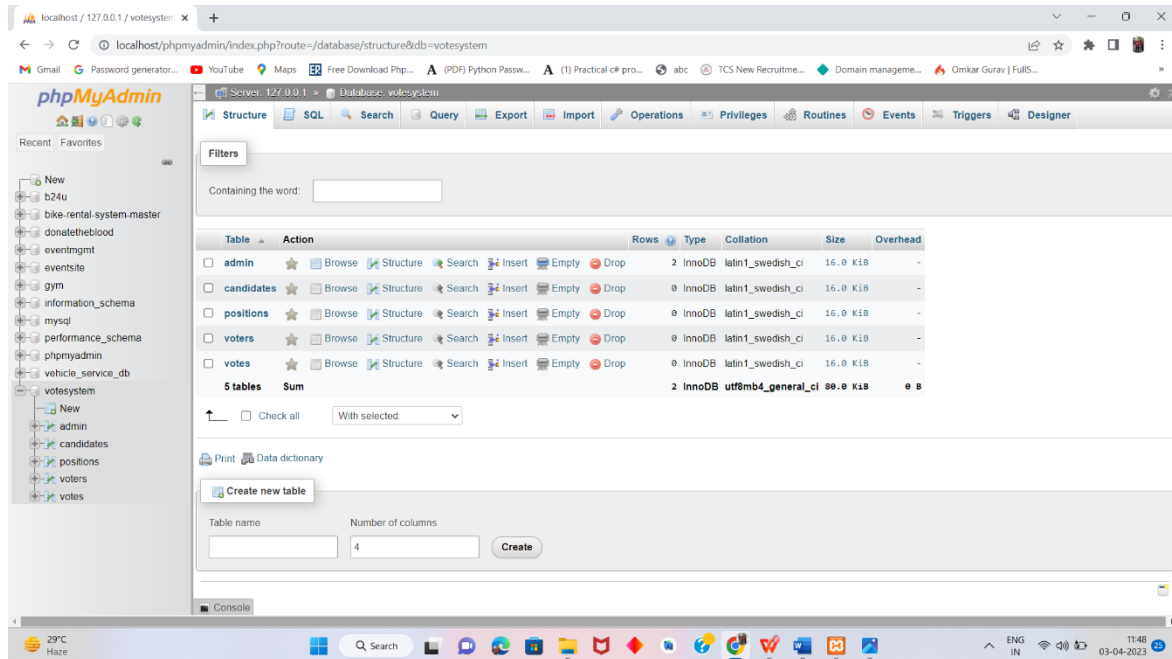 localhost / 127.0.0.1 / votesystem
localhost/phpmyadmin/index.php?route=/database/structure&db=votesystem
Gmail Password generator... YouTube Maps Free Download Php... (PDF) Python Passw... (1) Practical c# pro... abc TCS New Recruitme... Domain manageme... Omkar Gurav | FullS... »
phpMyAdmin
Recent Favorites
New
b24u
bike-rental-system-master
donatetheblood
eventmgmt
eventsite
gym
information_schema
mysql
performance_schema
phpmyadmin
vehicle_service_db
votesystem
New
admin
candidates
positions
voters
votes
Server: 127.0.0.1 » Database: votesystem
Structure SQL Search Query Export Import Operations Privileges Routines Events Triggers Designer
Filters
Containing the word:
Table Action Rows Type Collation Size Overhead
admin Browse Structure Search Insert Empty Drop 2 InnoDB latin1_swedish_ci 16.0 KiB -
candidates Browse Structure Search Insert Empty Drop 0 InnoDB latin1_swedish_ci 16.0 KiB -
positions Browse Structure Search Insert Empty Drop 0 InnoDB latin1_swedish_ci 16.0 KiB -
voters Browse Structure Search Insert Empty Drop 0 InnoDB latin1_swedish_ci 16.0 KiB -
votes Browse Structure Search Insert Empty Drop 0 InnoDB latin1_swedish_ci 16.0 KiB -
5 tables Sum 2 InnoDB utf8mb4_general_ci 80.0 KiB 0 B
Check all With selected:
Print Data dictionary
Create new table
Table name Number of columns
4 Create
Console
29°C
Haze
Search
ENG
IN
11:48
03-04-2023
25